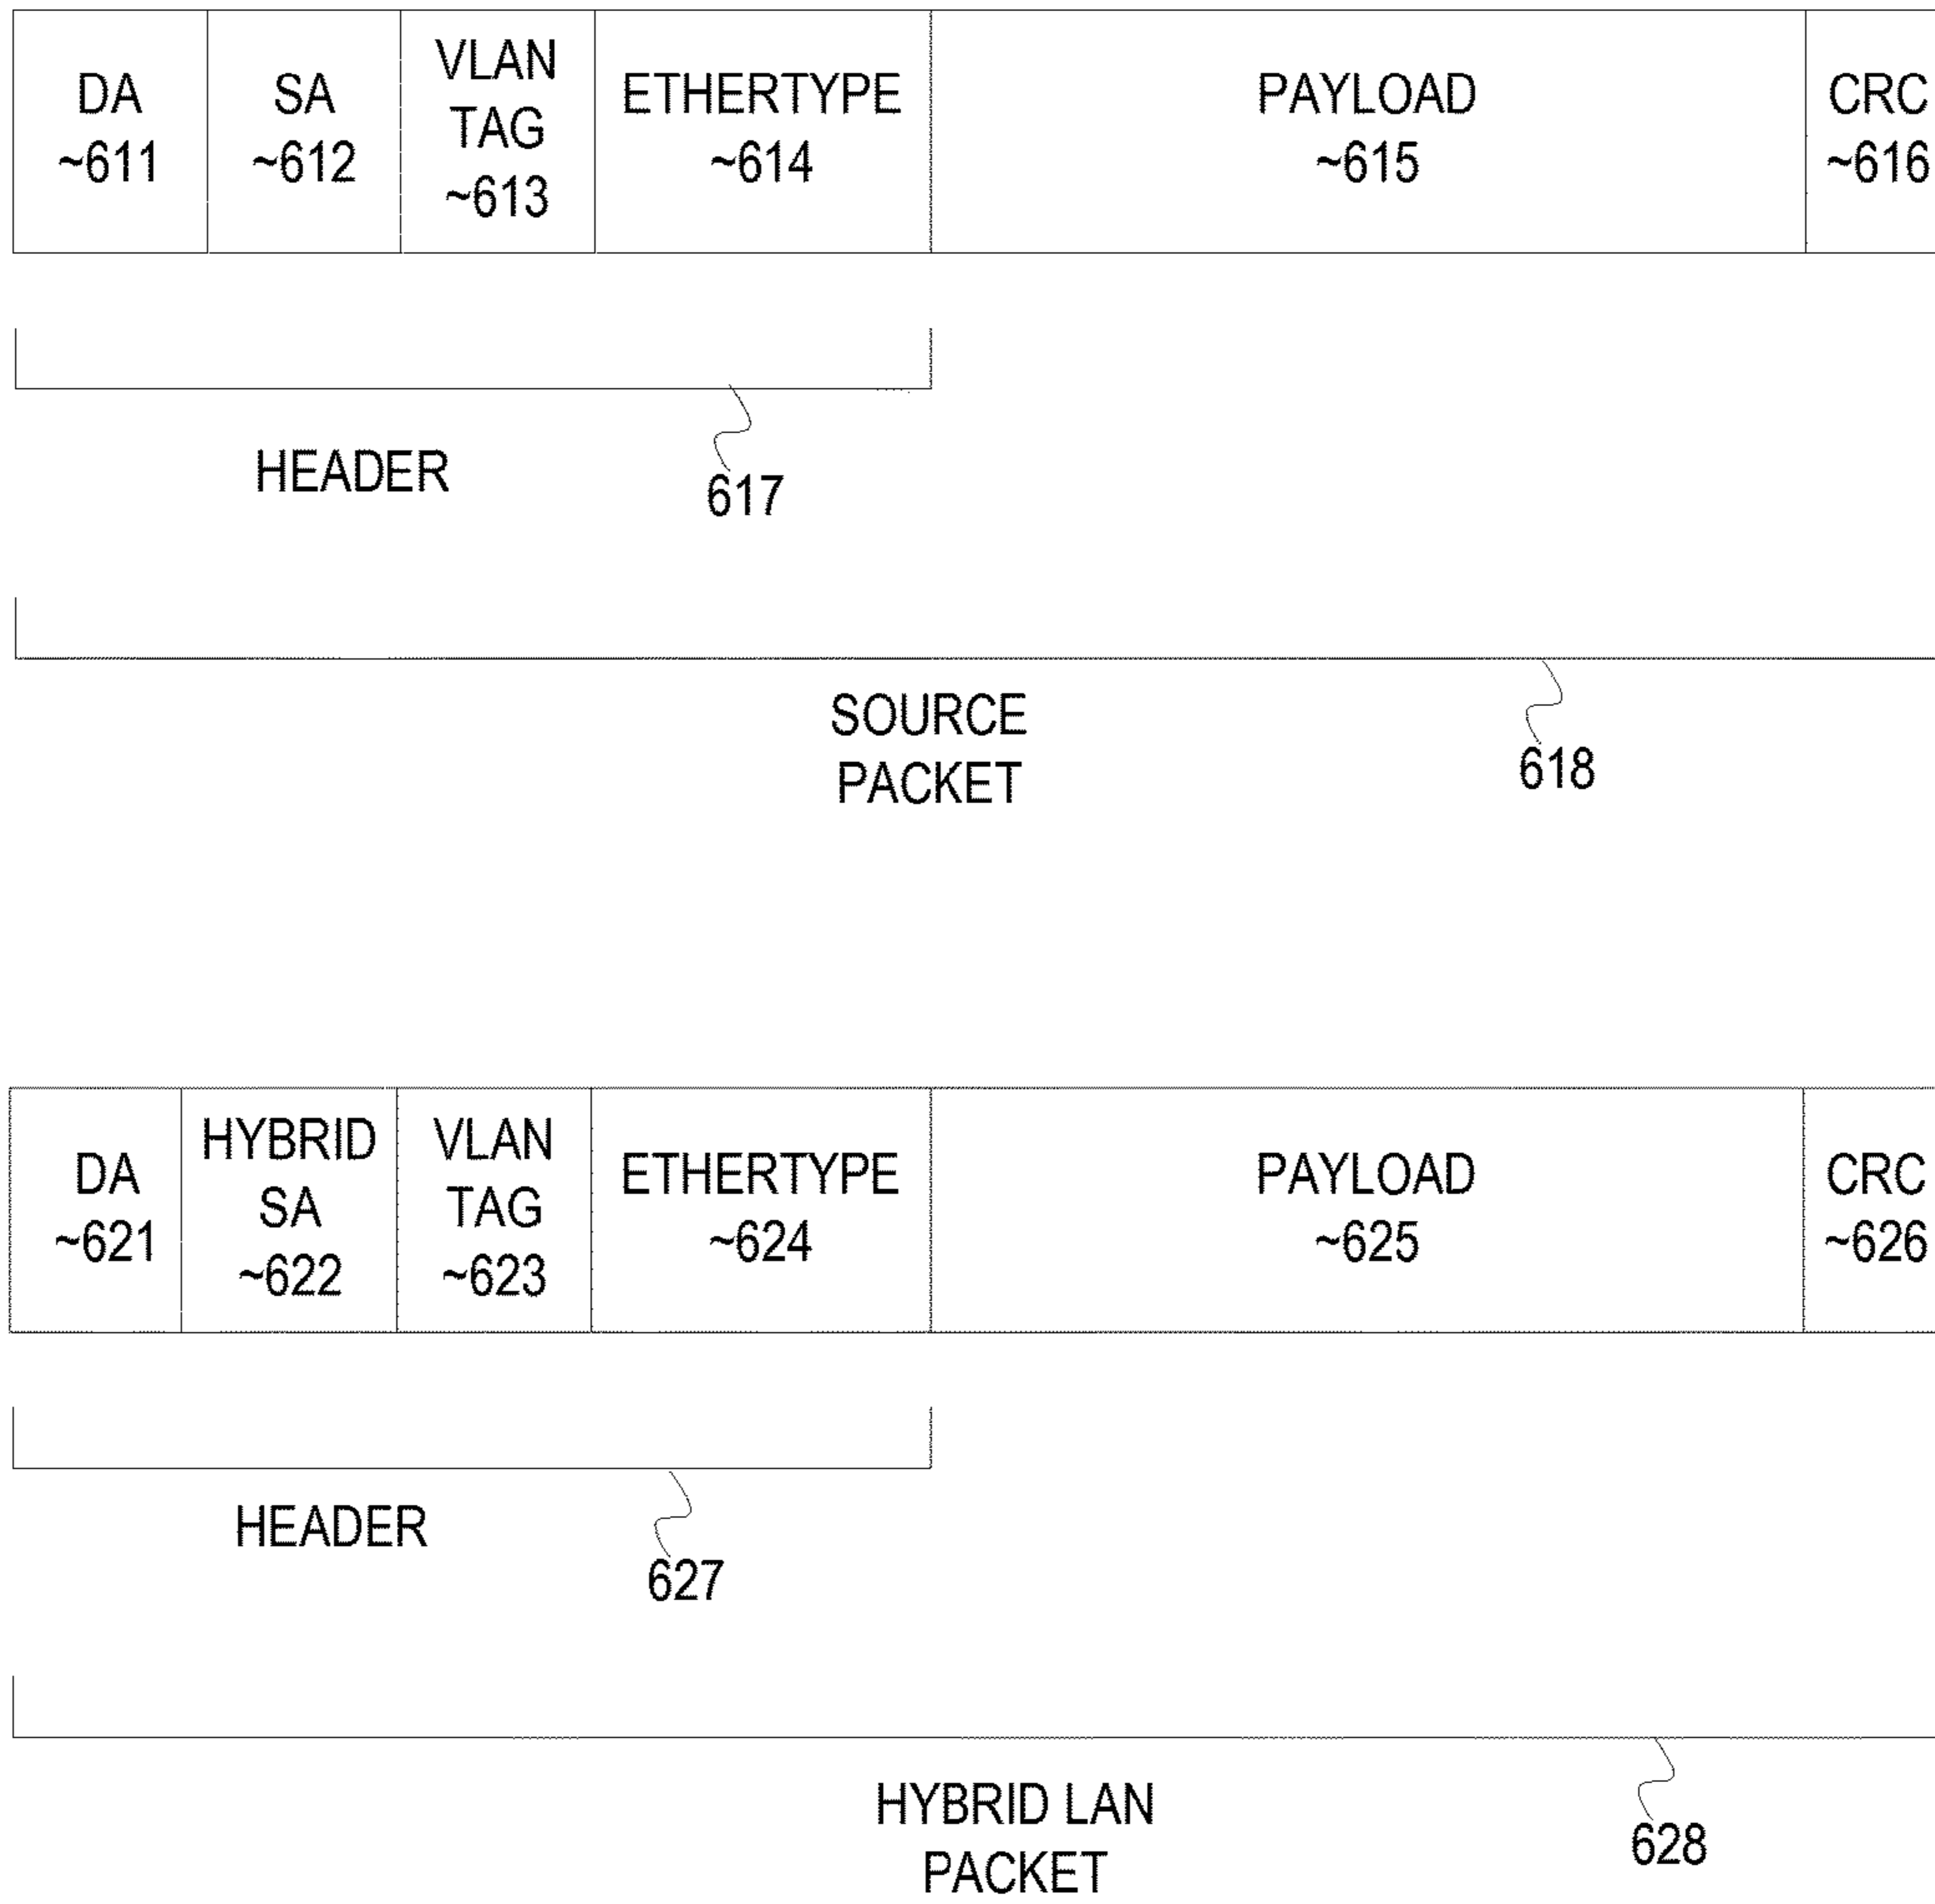 DA
~611
SA
~612
VLAN
TAG
~613
ETHERTYPE
~614
PAYLOAD
~615
CRC
~616
HEADER
617
SOURCE
PACKET
618
DA
~621
HYBRID
SA
~622
VLAN
TAG
~623
ETHERTYPE
~624
PAYLOAD
~625
CRC
~626
HEADER
627
HYBRID LAN
PACKET
628